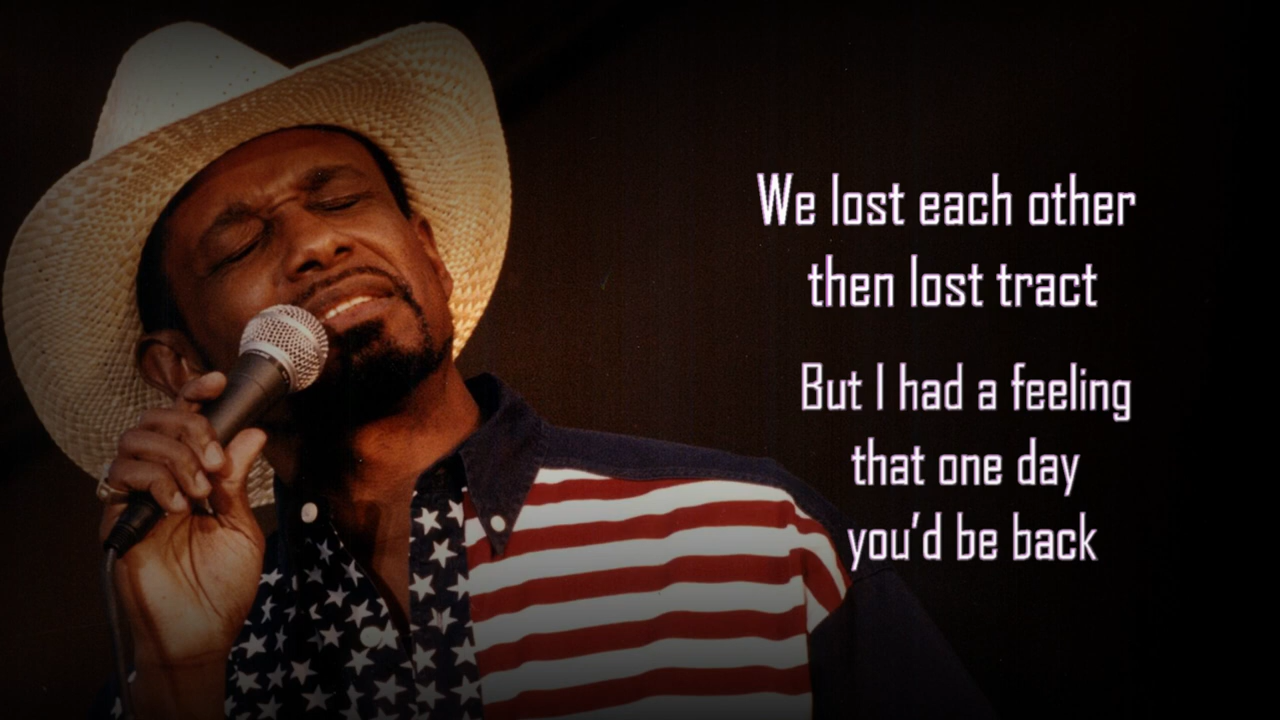 We lost each other
then lost tract
But I had a feeling
that one day
you'd be back